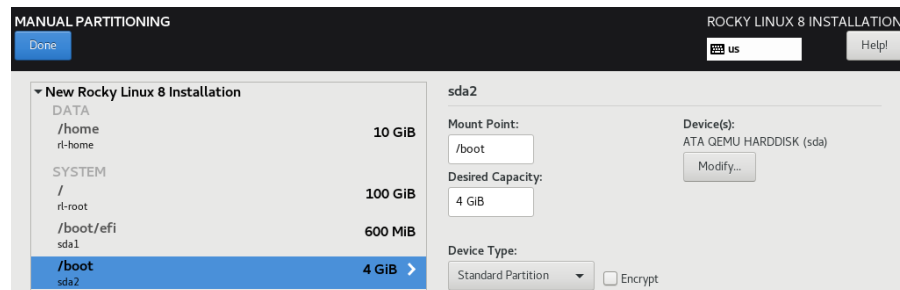 MANUAL PARTITIONING
ROCKY LINUX 8 INSTALLATION
Done
us
Help!
New Rocky Linux 8 Installation
DATA
/home
10 GiB
rl-home
SYSTEM
/
100 GiB
rl-root
/boot/efi
600 MiB
sda1
/boot
4 GiB
sda2
sda2
Mount Point:
/boot
Desired Capacity:
4 GiB
Device(s):
ATA QEMU HARDDISK (sda)
Modify...
Device Type:
Standard Partition
Encrypt